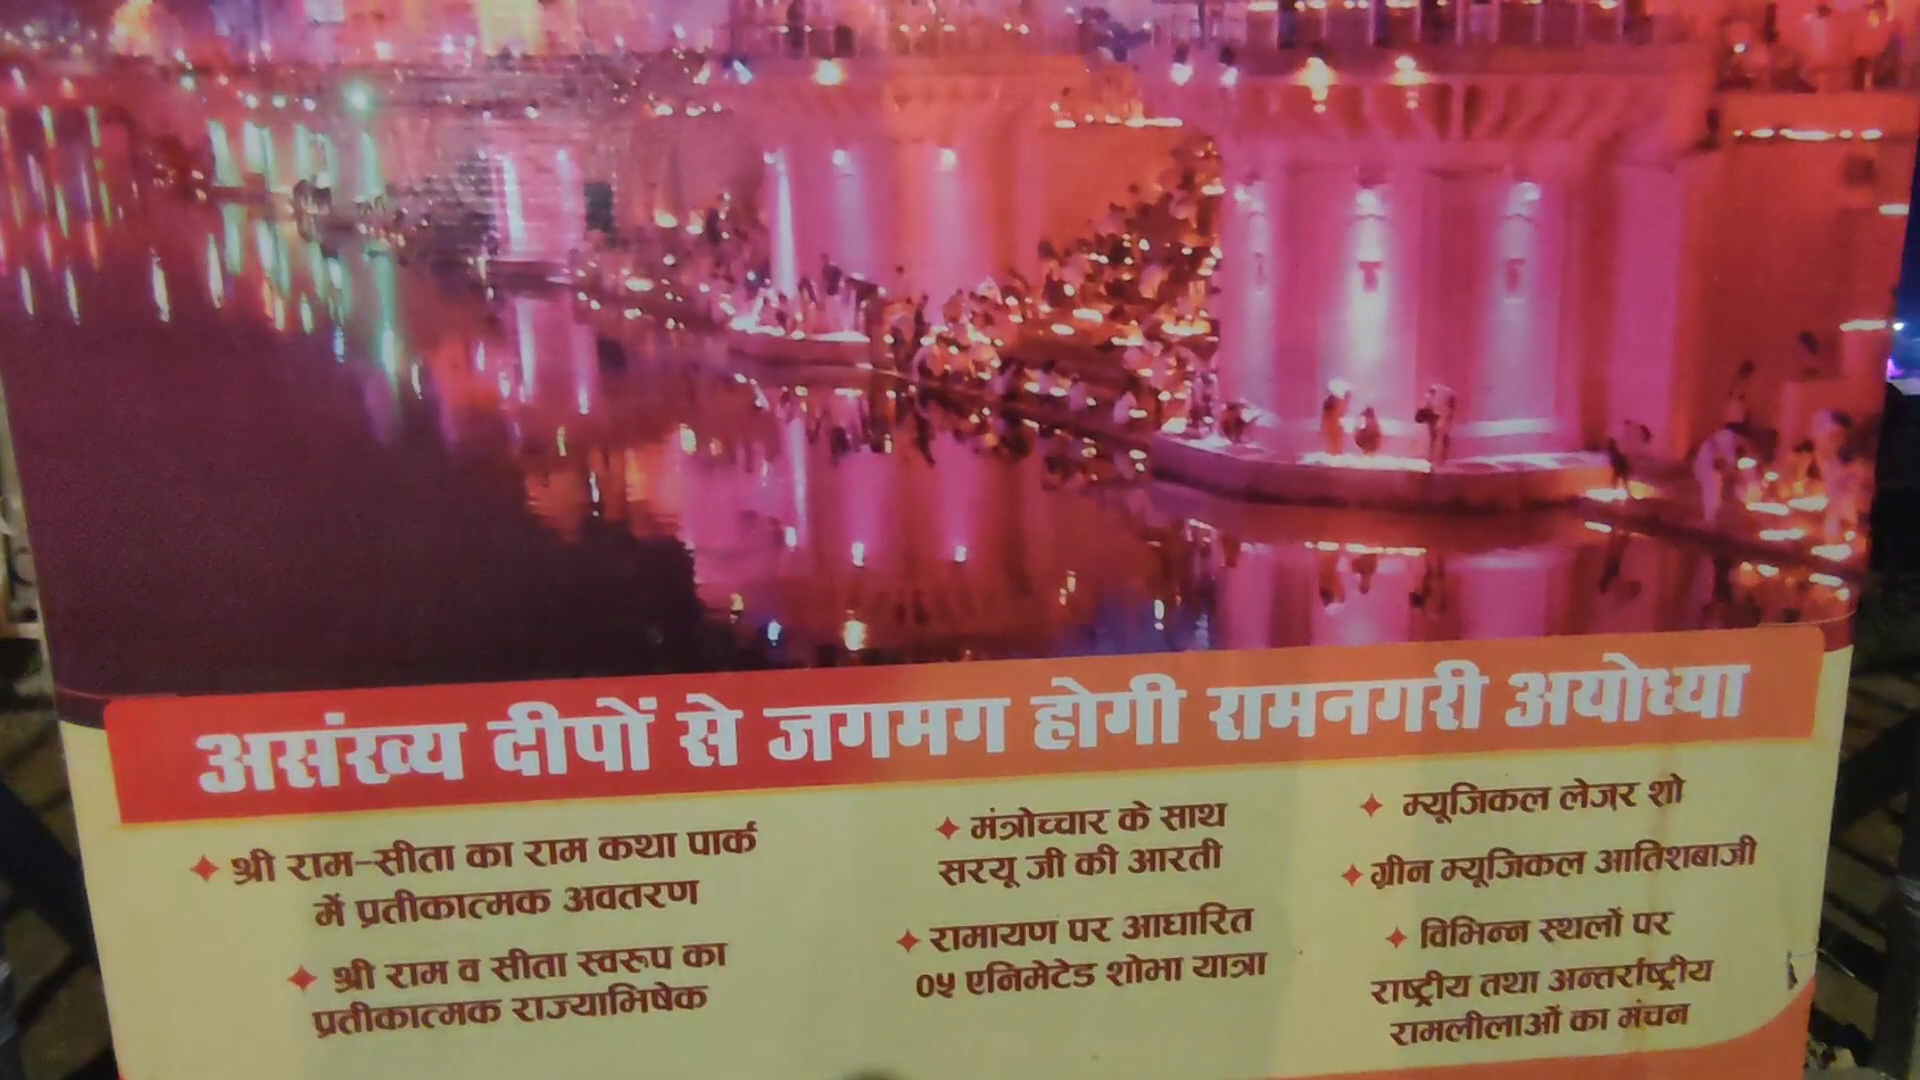 असंख्य दीपों से जगमग होगी रामनगरी अयोध्या
✦ श्री राम-सीता का राम कथा पार्क
में प्रतीकात्मक अवतरण
✦ श्री राम व सीता स्वरूप का
प्रतीकात्मक राज्याभिषेक
✦ मंत्रोच्चार के साथ
सरयू जी की आरती
✦ रामायण पर आधारित
०५ एनिमेटेड शोभा यात्रा
✦ म्यूजिकल लेज़र शो
✦ ग्रीन म्यूजिकल आतिशबाजी
✦ विभिन्न स्थलों पर
राष्ट्रीय तथा अन्तर्राष्ट्रीय
रामलीलाओं का मंचन